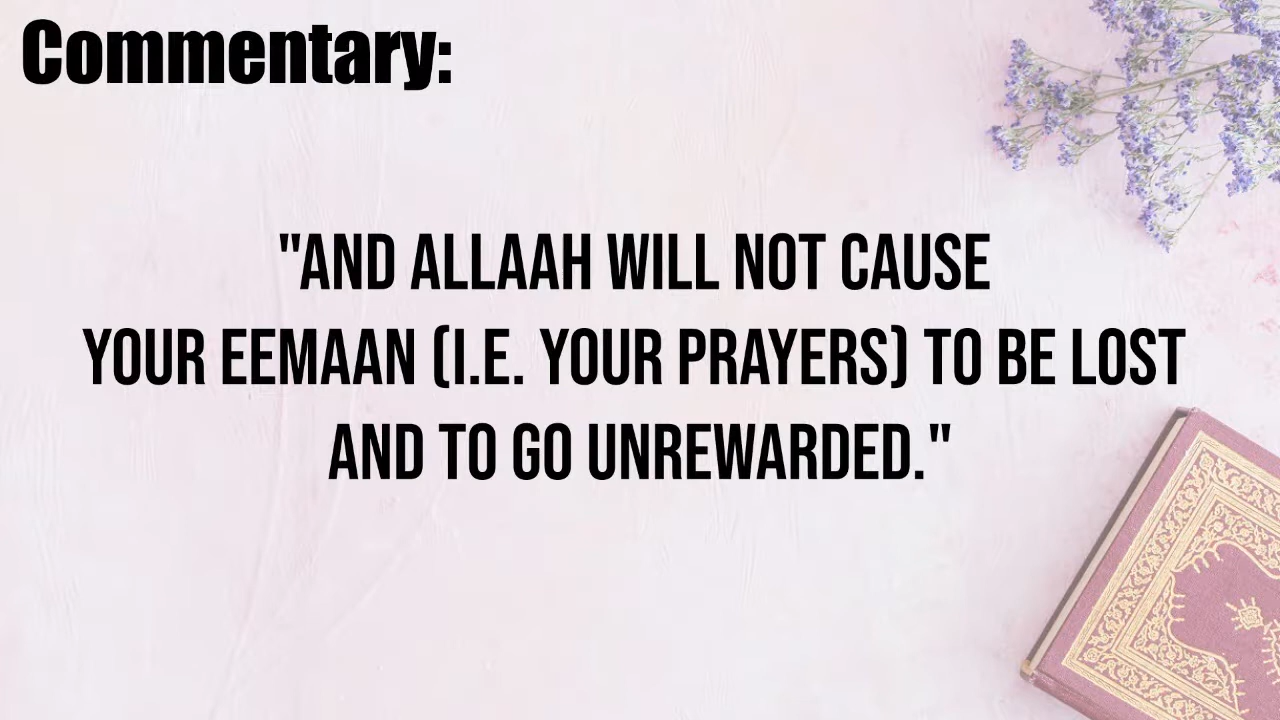 Commentary:
"AND ALLAAH WILL NOT CAUSE
YOUR EEMAAN (I.E. YOUR PRAYERS) TO BE LOST
AND TO GO UNREWARDED."